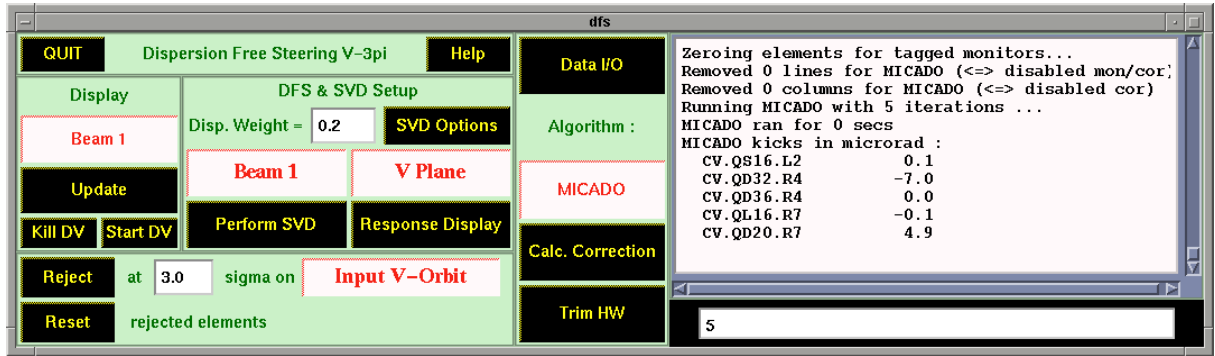 dfs
QUIT Dispersion Free Steering V-3pi Help
Display
Beam 1
Update
Kill DV Start DV
DFS & SVD Setup
Disp. Weight = 0.2 SVD Options
Beam 1 V Plane
Perform SVD Response Display
Reject at 3.0 sigma on Input V-Orbit
Reset rejected elements
Data I/O
Algorithm :
MICADO
Calc. Correction
Trim HW
Zeroing elements for tagged monitors...
Removed 0 lines for MICADO (<=> disabled mon/cor)
Removed 0 columns for MICADO (<=> disabled cor)
Running MICADO with 5 iterations ...
MICADO ran for 0 secs
MICADO kicks in microrad :
CV.QS16.L2 0.1
CV.QD32.R4 -7.0
CV.QD36.R4 0.0
CV.QL16.R7 -0.1
CV.QD20.R7 4.9
5